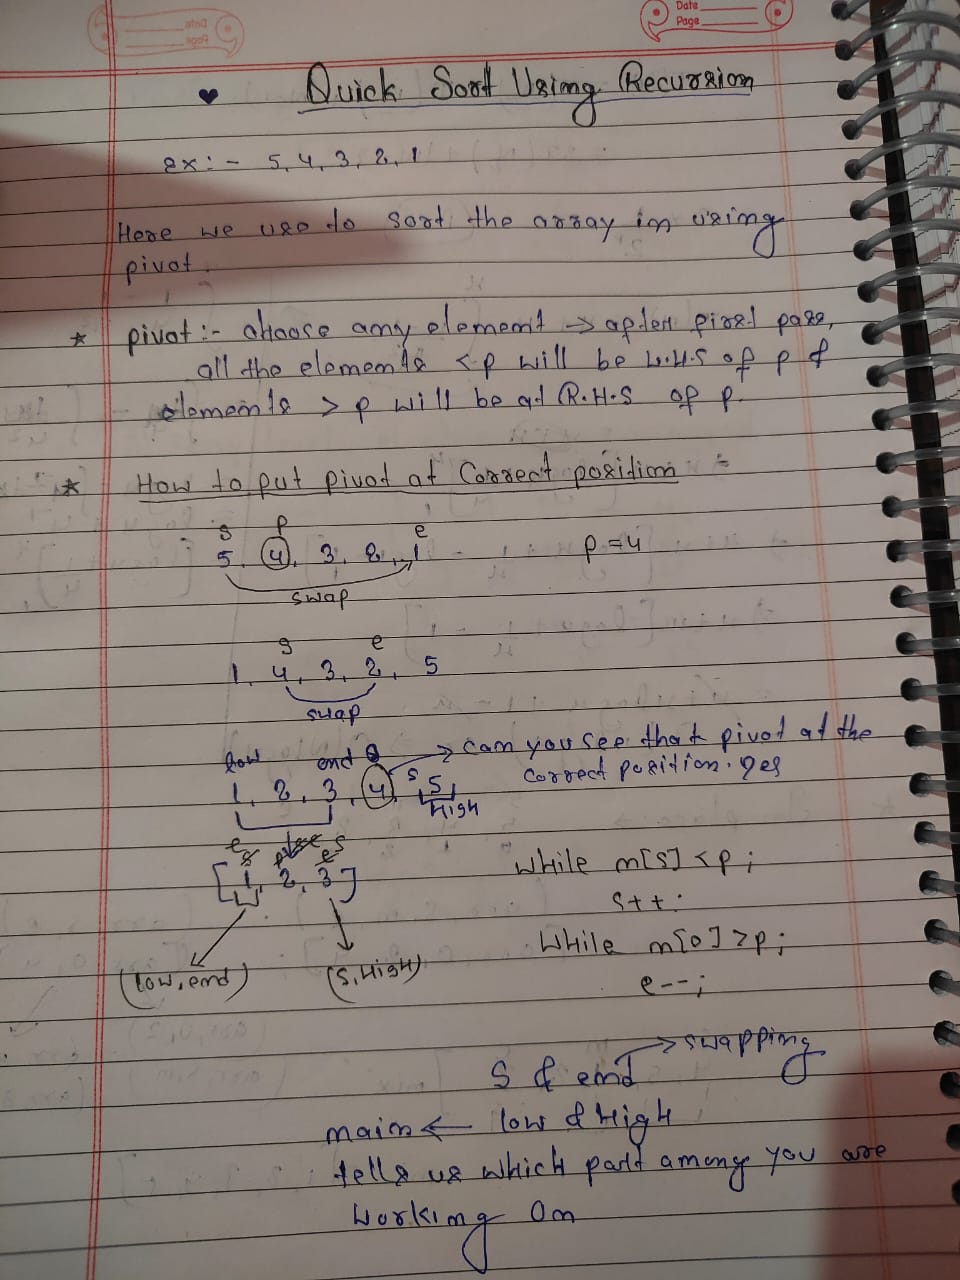 Date
Page
Quick Sort Using Recursion
ex:- 5, 4, 3, 2, 1
Here we use to sort the array in using
pivot.
* pivot:- choose any element → after first pass,
all the elements < p will be L.H.S of p &
elements > p will be at R.H.S of p.
* How to put pivot at Correct position
s p e
5, 4, 3, 2, 1 p = 4
swap
s e
1, 4, 3, 2, 5
swap
low end → can you see that pivot at the
correct position. yes
1, 2, 3, 4, s 5,
High
e s
s p e
[1, 2, 3] while m[s] < p;
s++;
while m[e] > p;
(low, end) (s, High) e--;
→ swapping
s & end
main ← low & High
tells us which part among you are
working on